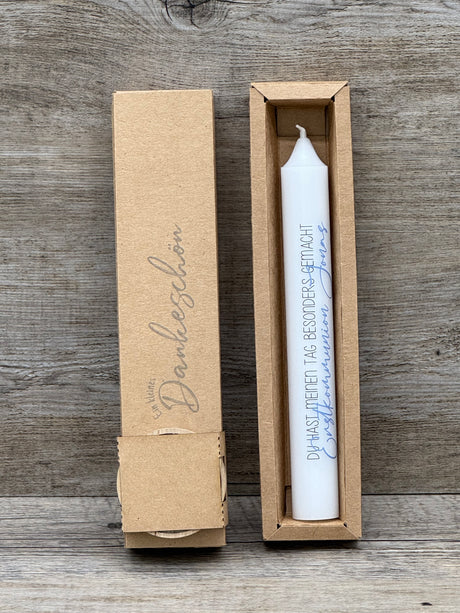 Ein kleines
Dankeschön
DU HAST MEINEN TAG BESONDERS GEMACHT
Erstkommunion Jonas